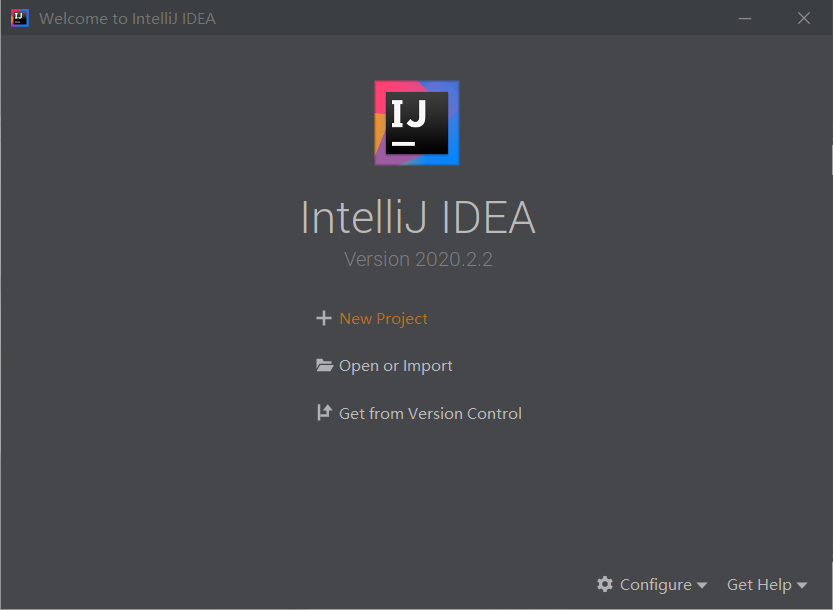 Welcome to IntelliJ IDEA
IJ
IntelliJ IDEA
Version 2020.2.2
New Project
Open or Import
Get from Version Control
Configure
Get Help